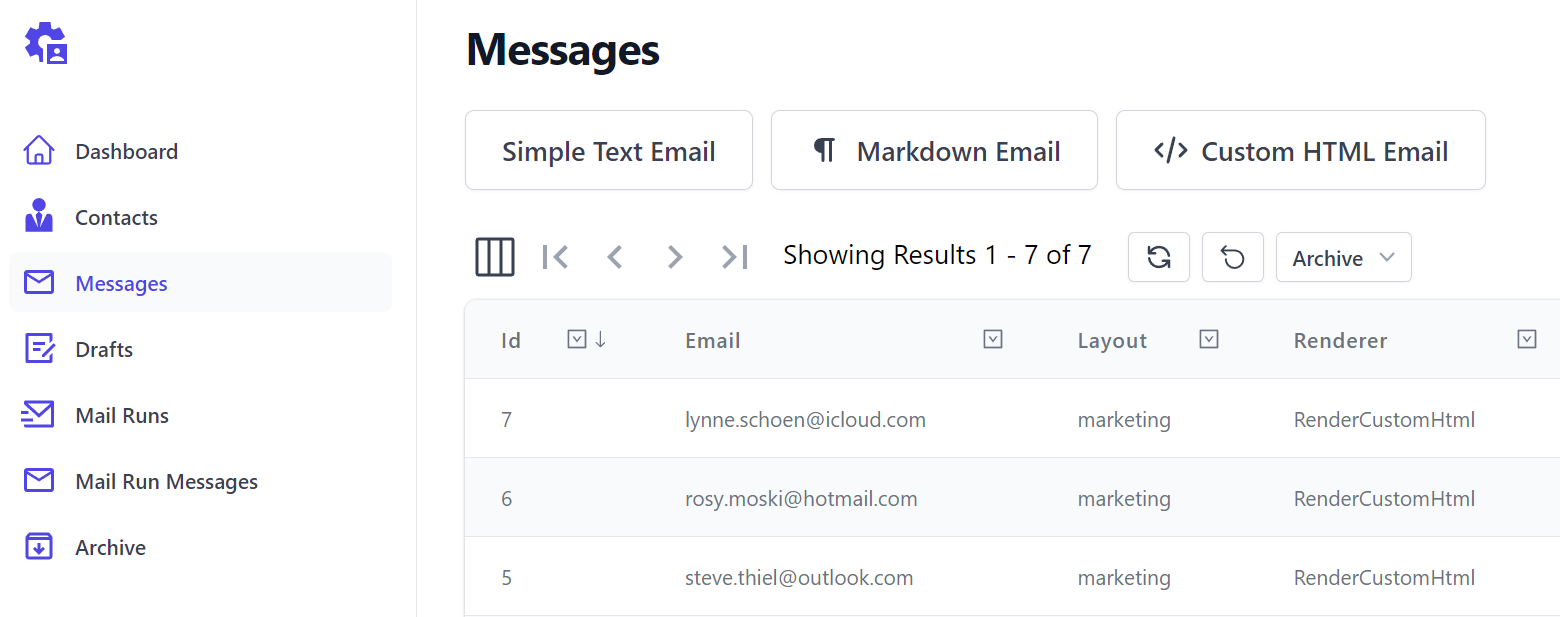 Messages
Simple Text Email
¶ Markdown Email
</> Custom HTML Email
Dashboard
Contacts
Messages
Drafts
Mail Runs
Mail Run Messages
Archive
Showing Results 1 - 7 of 7
Archive
Id Email Layout Renderer
7 lynne.schoen@icloud.com marketing RenderCustomHtml
6 rosy.moski@hotmail.com marketing RenderCustomHtml
5 steve.thiel@outlook.com marketing RenderCustomHtml